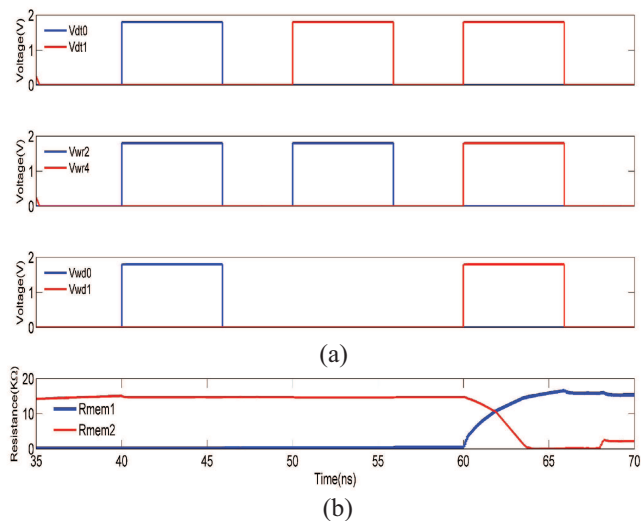 2
1
0
Voltage(V)
Vdt0
Vdt1
2
1
0
Voltage(V)
Vwr2
Vwr4
2
1
0
Voltage(V)
Vwd0
Vwd1
(a)
20
10
0
Resistance(KΩ)
Rmem1
Rmem2
35 40 45 50 55 60 65 70
Time(ns)
(b)